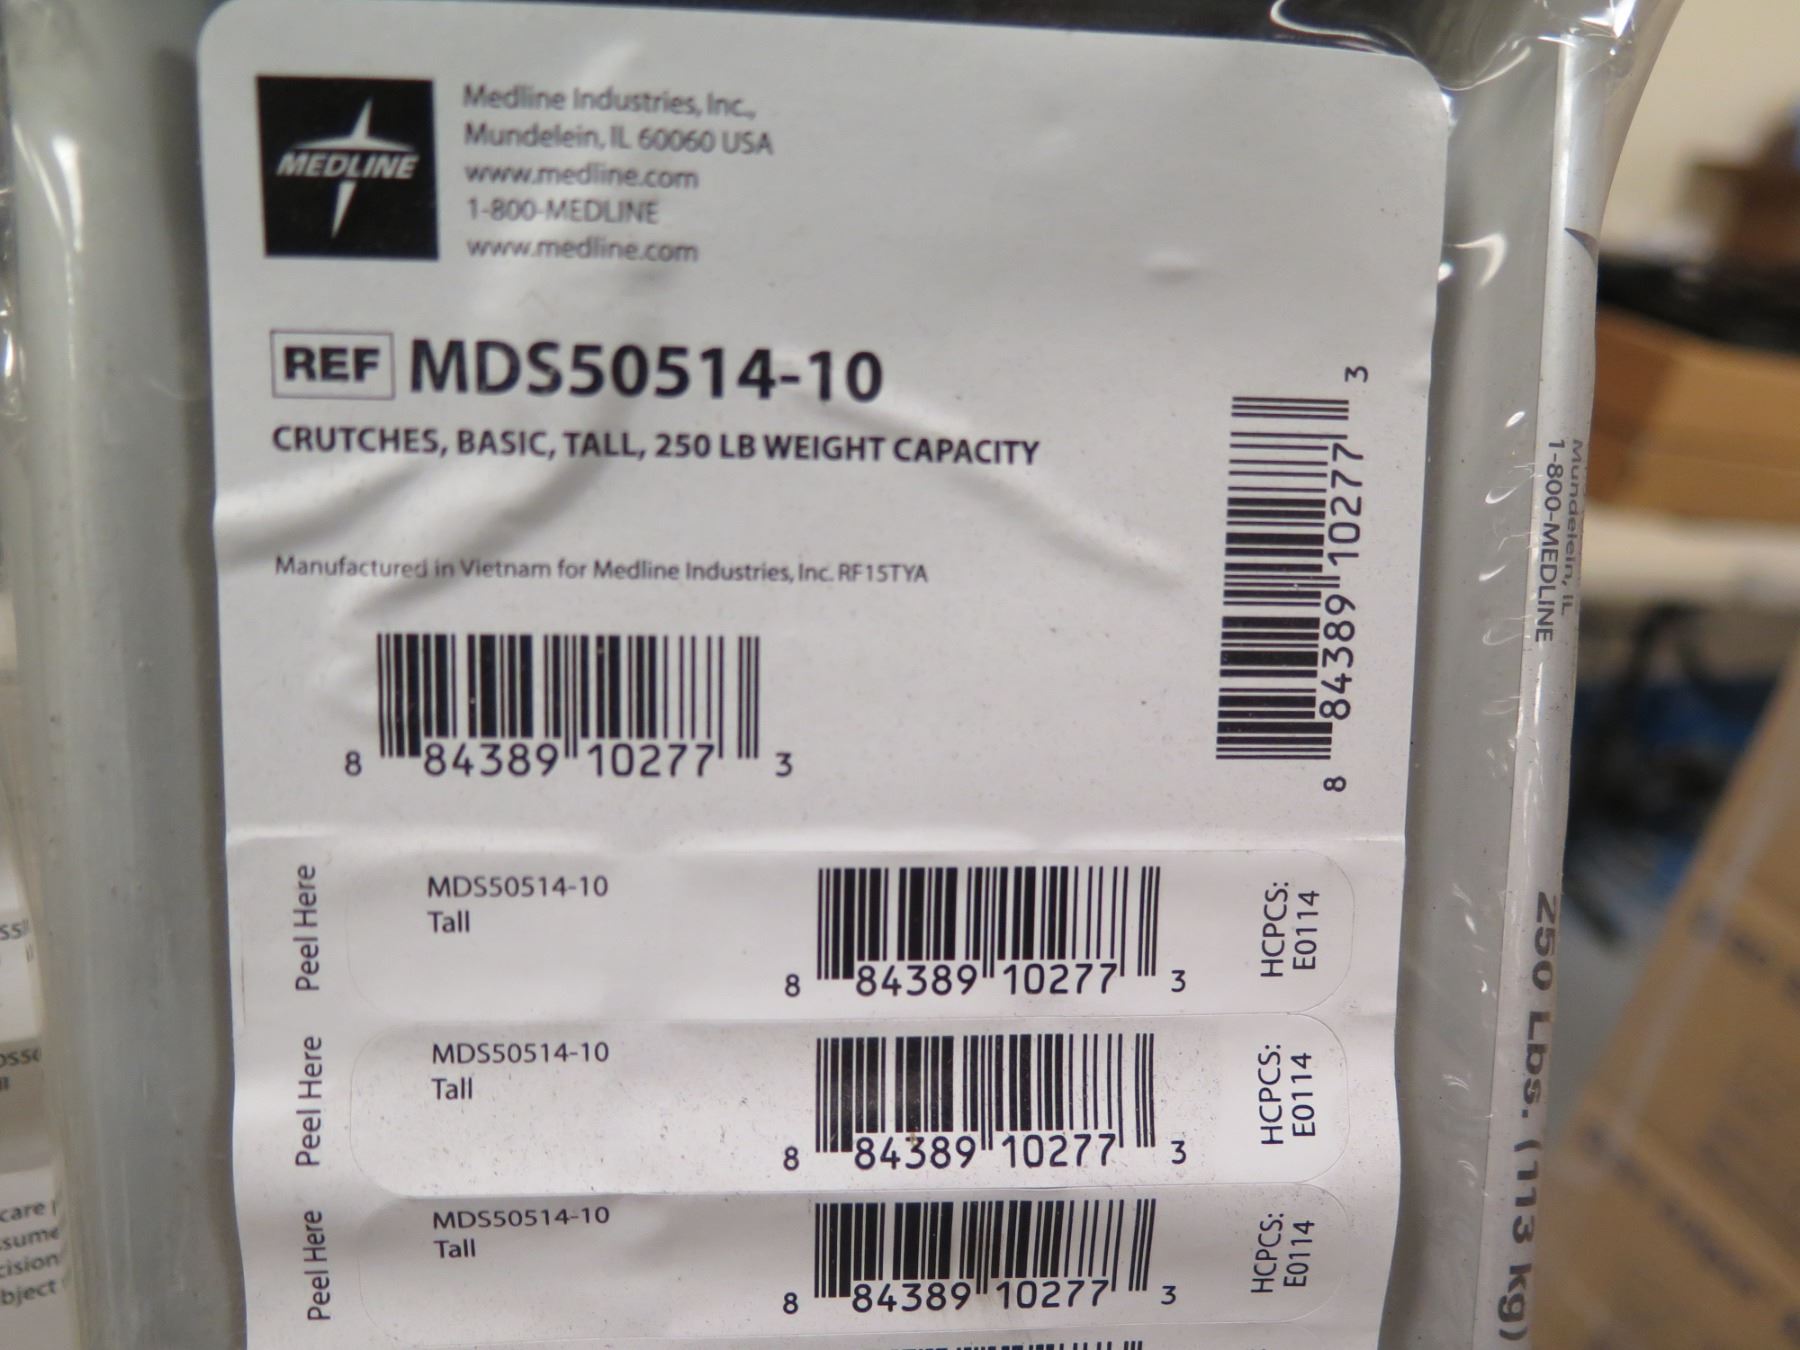 MEDLINE
Medline Industries, Inc.,
Mundelein, IL 60060 USA
www.medline.com
1-800-MEDLINE
www.medline.com
REF MDS50514-10
CRUTCHES, BASIC, TALL, 250 LB WEIGHT CAPACITY
Manufactured in Vietnam for Medline Industries, Inc. RF15TYA
8 84389 10277 3
8 84389 10277 3
Peel Here
MDS50514-10
Tall
8 84389 10277 3
HCPCS:
E0114
Peel Here
MDS50514-10
Tall
8 84389 10277 3
HCPCS:
E0114
Peel Here
MDS50514-10
Tall
8 84389 10277 3
HCPCS:
E0114
Mundelein, IL
1-800-MEDLINE
250 Lbs. (113 kg)
care